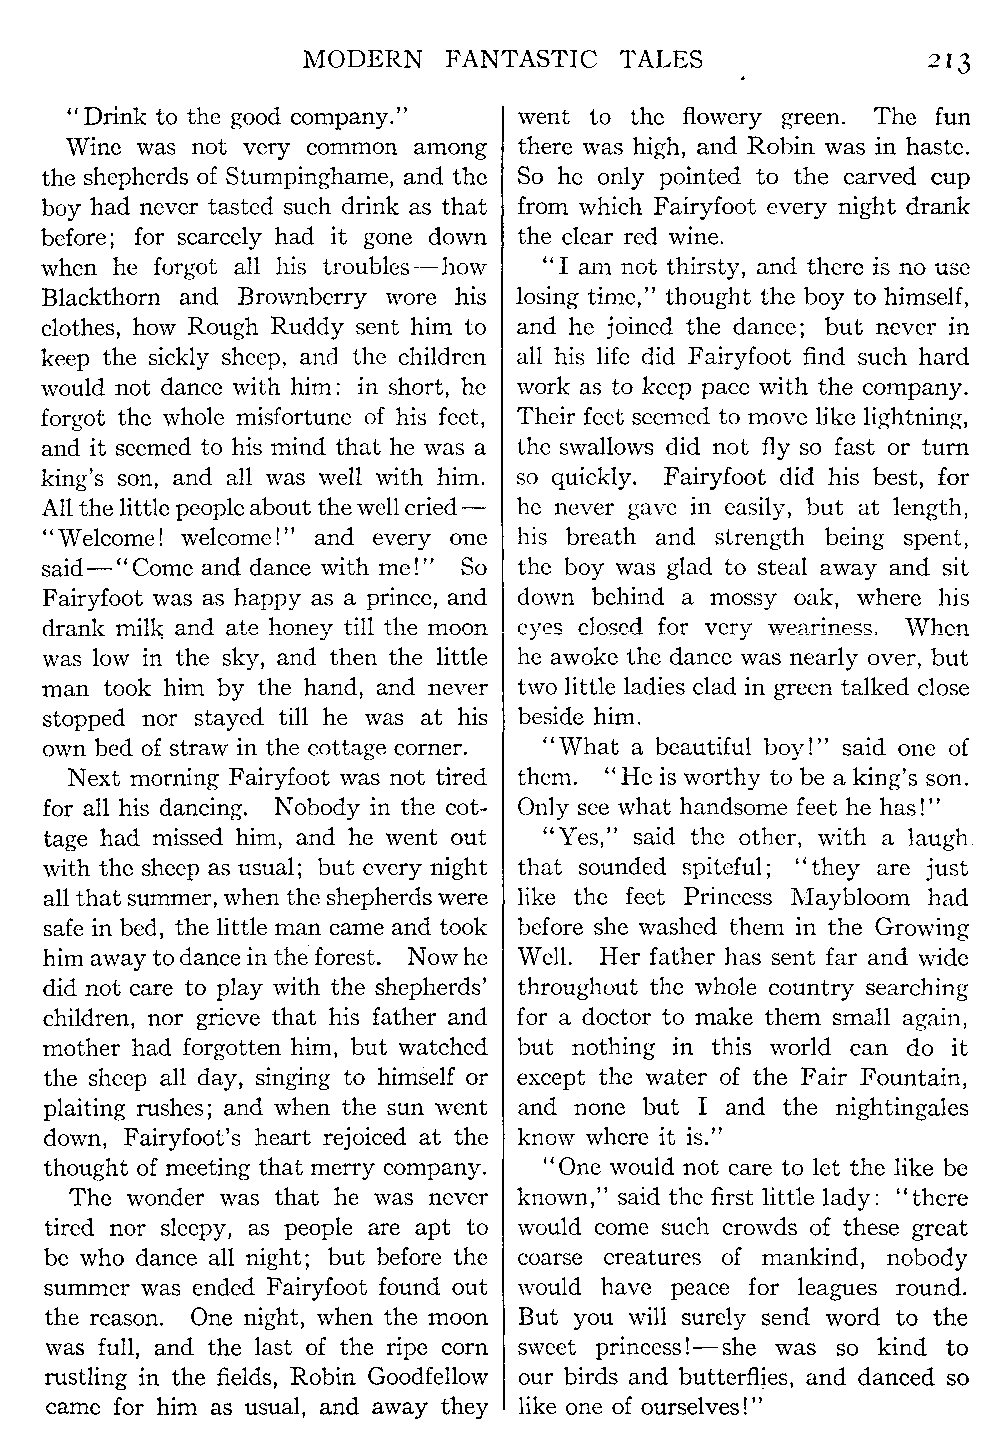 MODERN FANTASTIC TALES 213
"Drink to the good company."
Wine was not very common among
the shepherds of Stumpinghame, and the
boy had never tasted such drink as that
before; for scarcely had it gone down
when he forgot all his troubles—how
Blackthorn and Brownberry wore his
clothes, how Rough Ruddy sent him to
keep the sickly sheep, and the children
would not dance with him: in short, he
forgot the whole misfortune of his feet,
and it seemed to his mind that he was a
king's son, and all was well with him.
All the little people about the well cried—
"Welcome! welcome!" and every one
said—"Come and dance with me!" So
Fairyfoot was as happy as a prince, and
drank milk and ate honey till the moon
was low in the sky, and then the little
man took him by the hand, and never
stopped nor stayed till he was at his
own bed of straw in the cottage corner.
Next morning Fairyfoot was not tired
for all his dancing. Nobody in the cot-
tage had missed him, and he went out
with the sheep as usual; but every night
all that summer, when the shepherds were
safe in bed, the little man came and took
him away to dance in the forest. Now he
did not care to play with the shepherds'
children, nor grieve that his father and
mother had forgotten him, but watched
the sheep all day, singing to himself or
plaiting rushes; and when the sun went
down, Fairyfoot's heart rejoiced at the
thought of meeting that merry company.
The wonder was that he was never
tired nor sleepy, as people are apt to
be who dance all night; but before the
summer was ended Fairyfoot found out
the reason. One night, when the moon
was full, and the last of the ripe corn
rustling in the fields, Robin Goodfellow
came for him as usual, and away they
went to the flowery green. The fun
there was high, and Robin was in haste.
So he only pointed to the carved cup
from which Fairyfoot every night drank
the clear red wine.
"I am not thirsty, and there is no use
losing time," thought the boy to himself,
and he joined the dance; but never in
all his life did Fairyfoot find such hard
work as to keep pace with the company.
Their feet seemed to move like lightning,
the swallows did not fly so fast or turn
so quickly. Fairyfoot did his best, for
he never gave in easily, but at length,
his breath and strength being spent,
the boy was glad to steal away and sit
down behind a mossy oak, where his
eyes closed for very weariness. When
he awoke the dance was nearly over, but
two little ladies clad in green talked close
beside him.
"What a beautiful boy!" said one of
them. "He is worthy to be a king's son.
Only see what handsome feet he has!"
"Yes," said the other, with a laugh
that sounded spiteful; "they are just
like the feet Princess Maybloom had
before she washed them in the Growing
Well. Her father has sent far and wide
throughout the whole country searching
for a doctor to make them small again,
but nothing in this world can do it
except the water of the Fair Fountain,
and none but I and the nightingales
know where it is."
"One would not care to let the like be
known," said the first little lady: "there
would come such crowds of these great
coarse creatures of mankind, nobody
would have peace for leagues round.
But you will surely send word to the
sweet princess!—she was so kind to
our birds and butterflies, and danced so
like one of ourselves!"